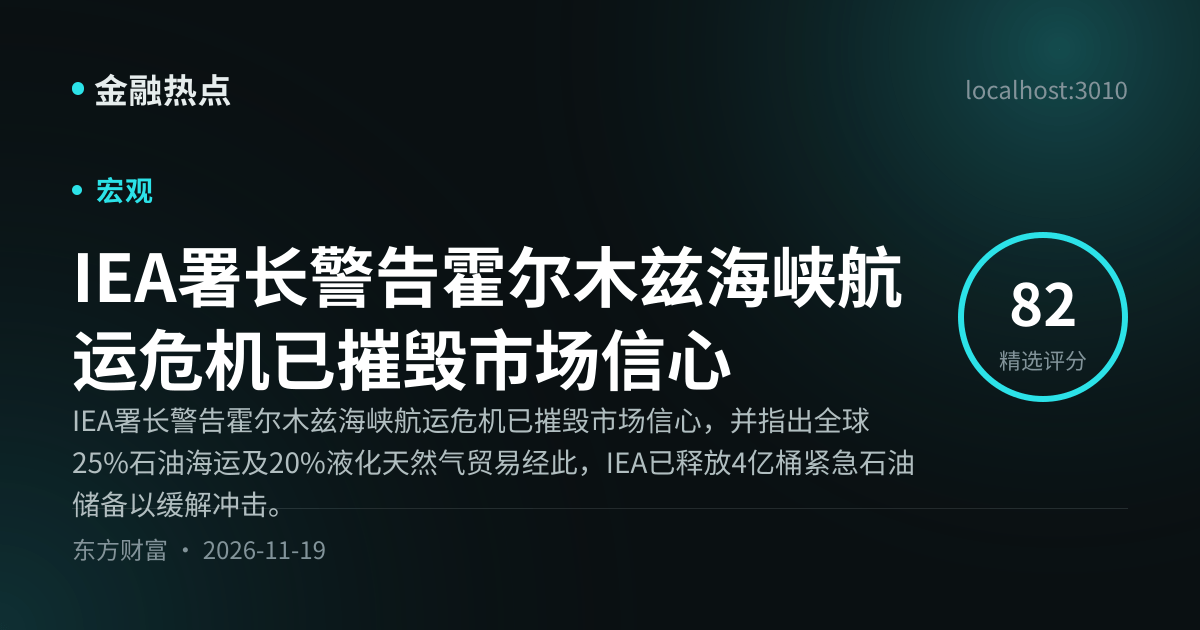 金融热点
localhost:3010
宏观
IEA署长警告霍尔木兹海峡航
运危机已摧毁市场信心
82
精选评分
IEA署长警告霍尔木兹海峡航运危机已摧毁市场信心，并指出全球
25%石油海运及20%液化天然气贸易经此，IEA已释放4亿桶紧急石油
储备以缓解冲击。
东方财富 · 2026-11-19